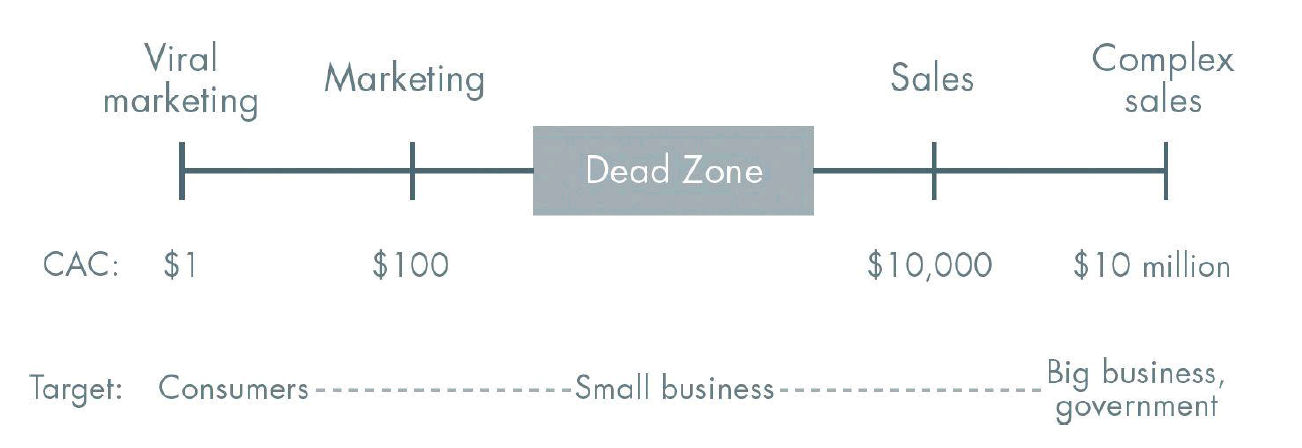 Viral
marketing
Marketing
Sales
Complex
sales
Dead Zone
CAC: $1 $100 $10,000 $10 million
Target: Consumers Small business Big business,
government